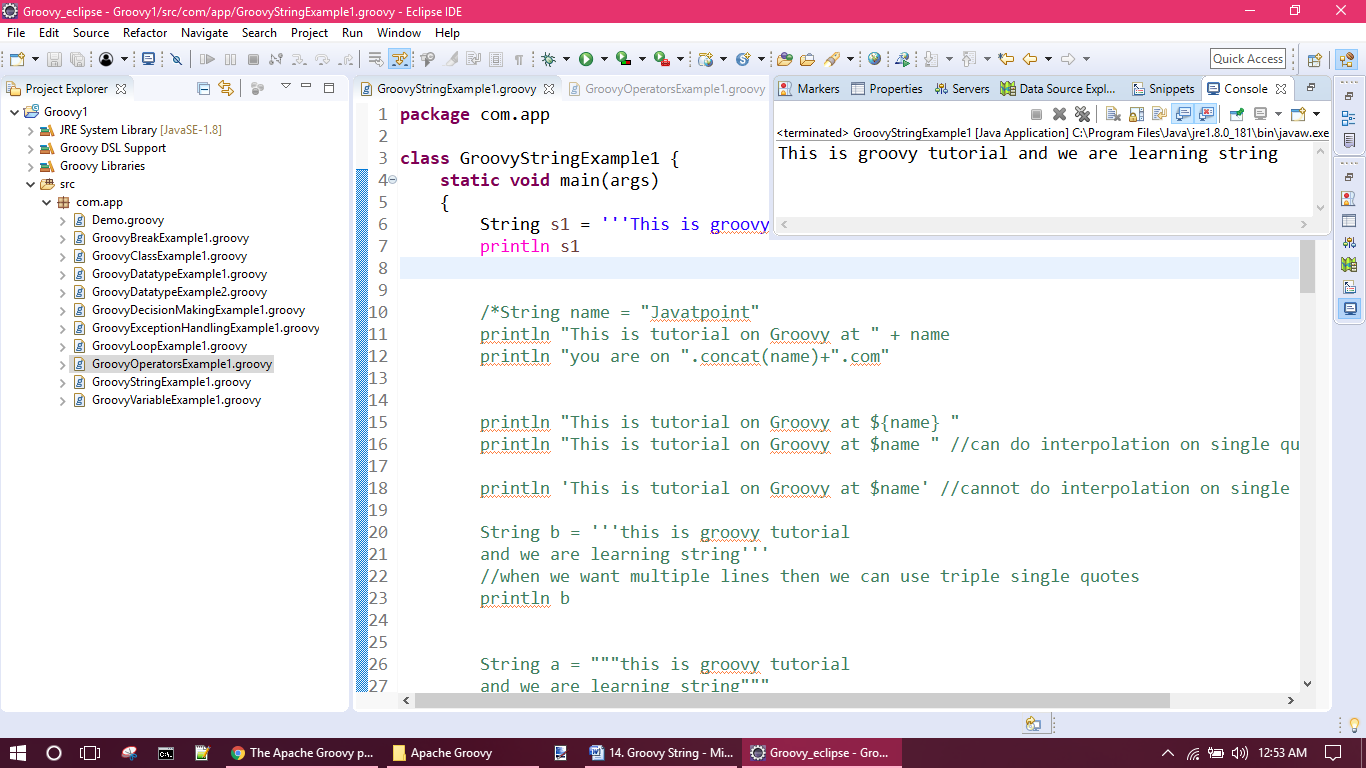 Groovy_eclipse - Groovy1/src/com/app/GroovyStringExample1.groovy - Eclipse IDE
File Edit Source Refactor Navigate Search Project Run Window Help
Quick Access
Project Explorer
Groovy1
JRE System Library [JavaSE-1.8]
Groovy DSL Support
Groovy Libraries
src
com.app
Demo.groovy
GroovyBreakExample1.groovy
GroovyClassExample1.groovy
GroovyDatatypeExample1.groovy
GroovyDatatypeExample2.groovy
GroovyDecisionMakingExample1.groovy
GroovyExceptionHandlingExample1.groovy
GroovyLoopExample1.groovy
GroovyOperatorsExample1.groovy
GroovyStringExample1.groovy
GroovyVariableExample1.groovy
GroovyStringExample1.groovy GroovyOperatorsExample1.groovy
1 package com.app
2
3 class GroovyStringExample1 {
4 static void main(args)
5 {
6 String s1 = '''This is groovy
7 println s1
8
9
10 /*String name = "Javatpoint"
11 println "This is tutorial on Groovy at " + name
12 println "you are on ".concat(name)+".com"
13
14
15 println "This is tutorial on Groovy at ${name} "
16 println "This is tutorial on Groovy at $name " //can do interpolation on single qu
17
18 println 'This is tutorial on Groovy at $name' //cannot do interpolation on single
19
20 String b = '''this is groovy tutorial
21 and we are learning string'''
22 //when we want multiple lines then we can use triple single quotes
23 println b
24
25
26 String a = """this is groovy tutorial
27 and we are learning string"""
Markers Properties Servers Data Source Expl... Snippets Console
<terminated> GroovyStringExample1 [Java Application] C:\Program Files\Java\jre1.8.0_181\bin\javaw.exe
This is groovy tutorial and we are learning string
C:\.
The Apache Groovy p... Apache Groovy 14. Groovy String - Mi... Groovy_eclipse - Gro... 12:53 AM